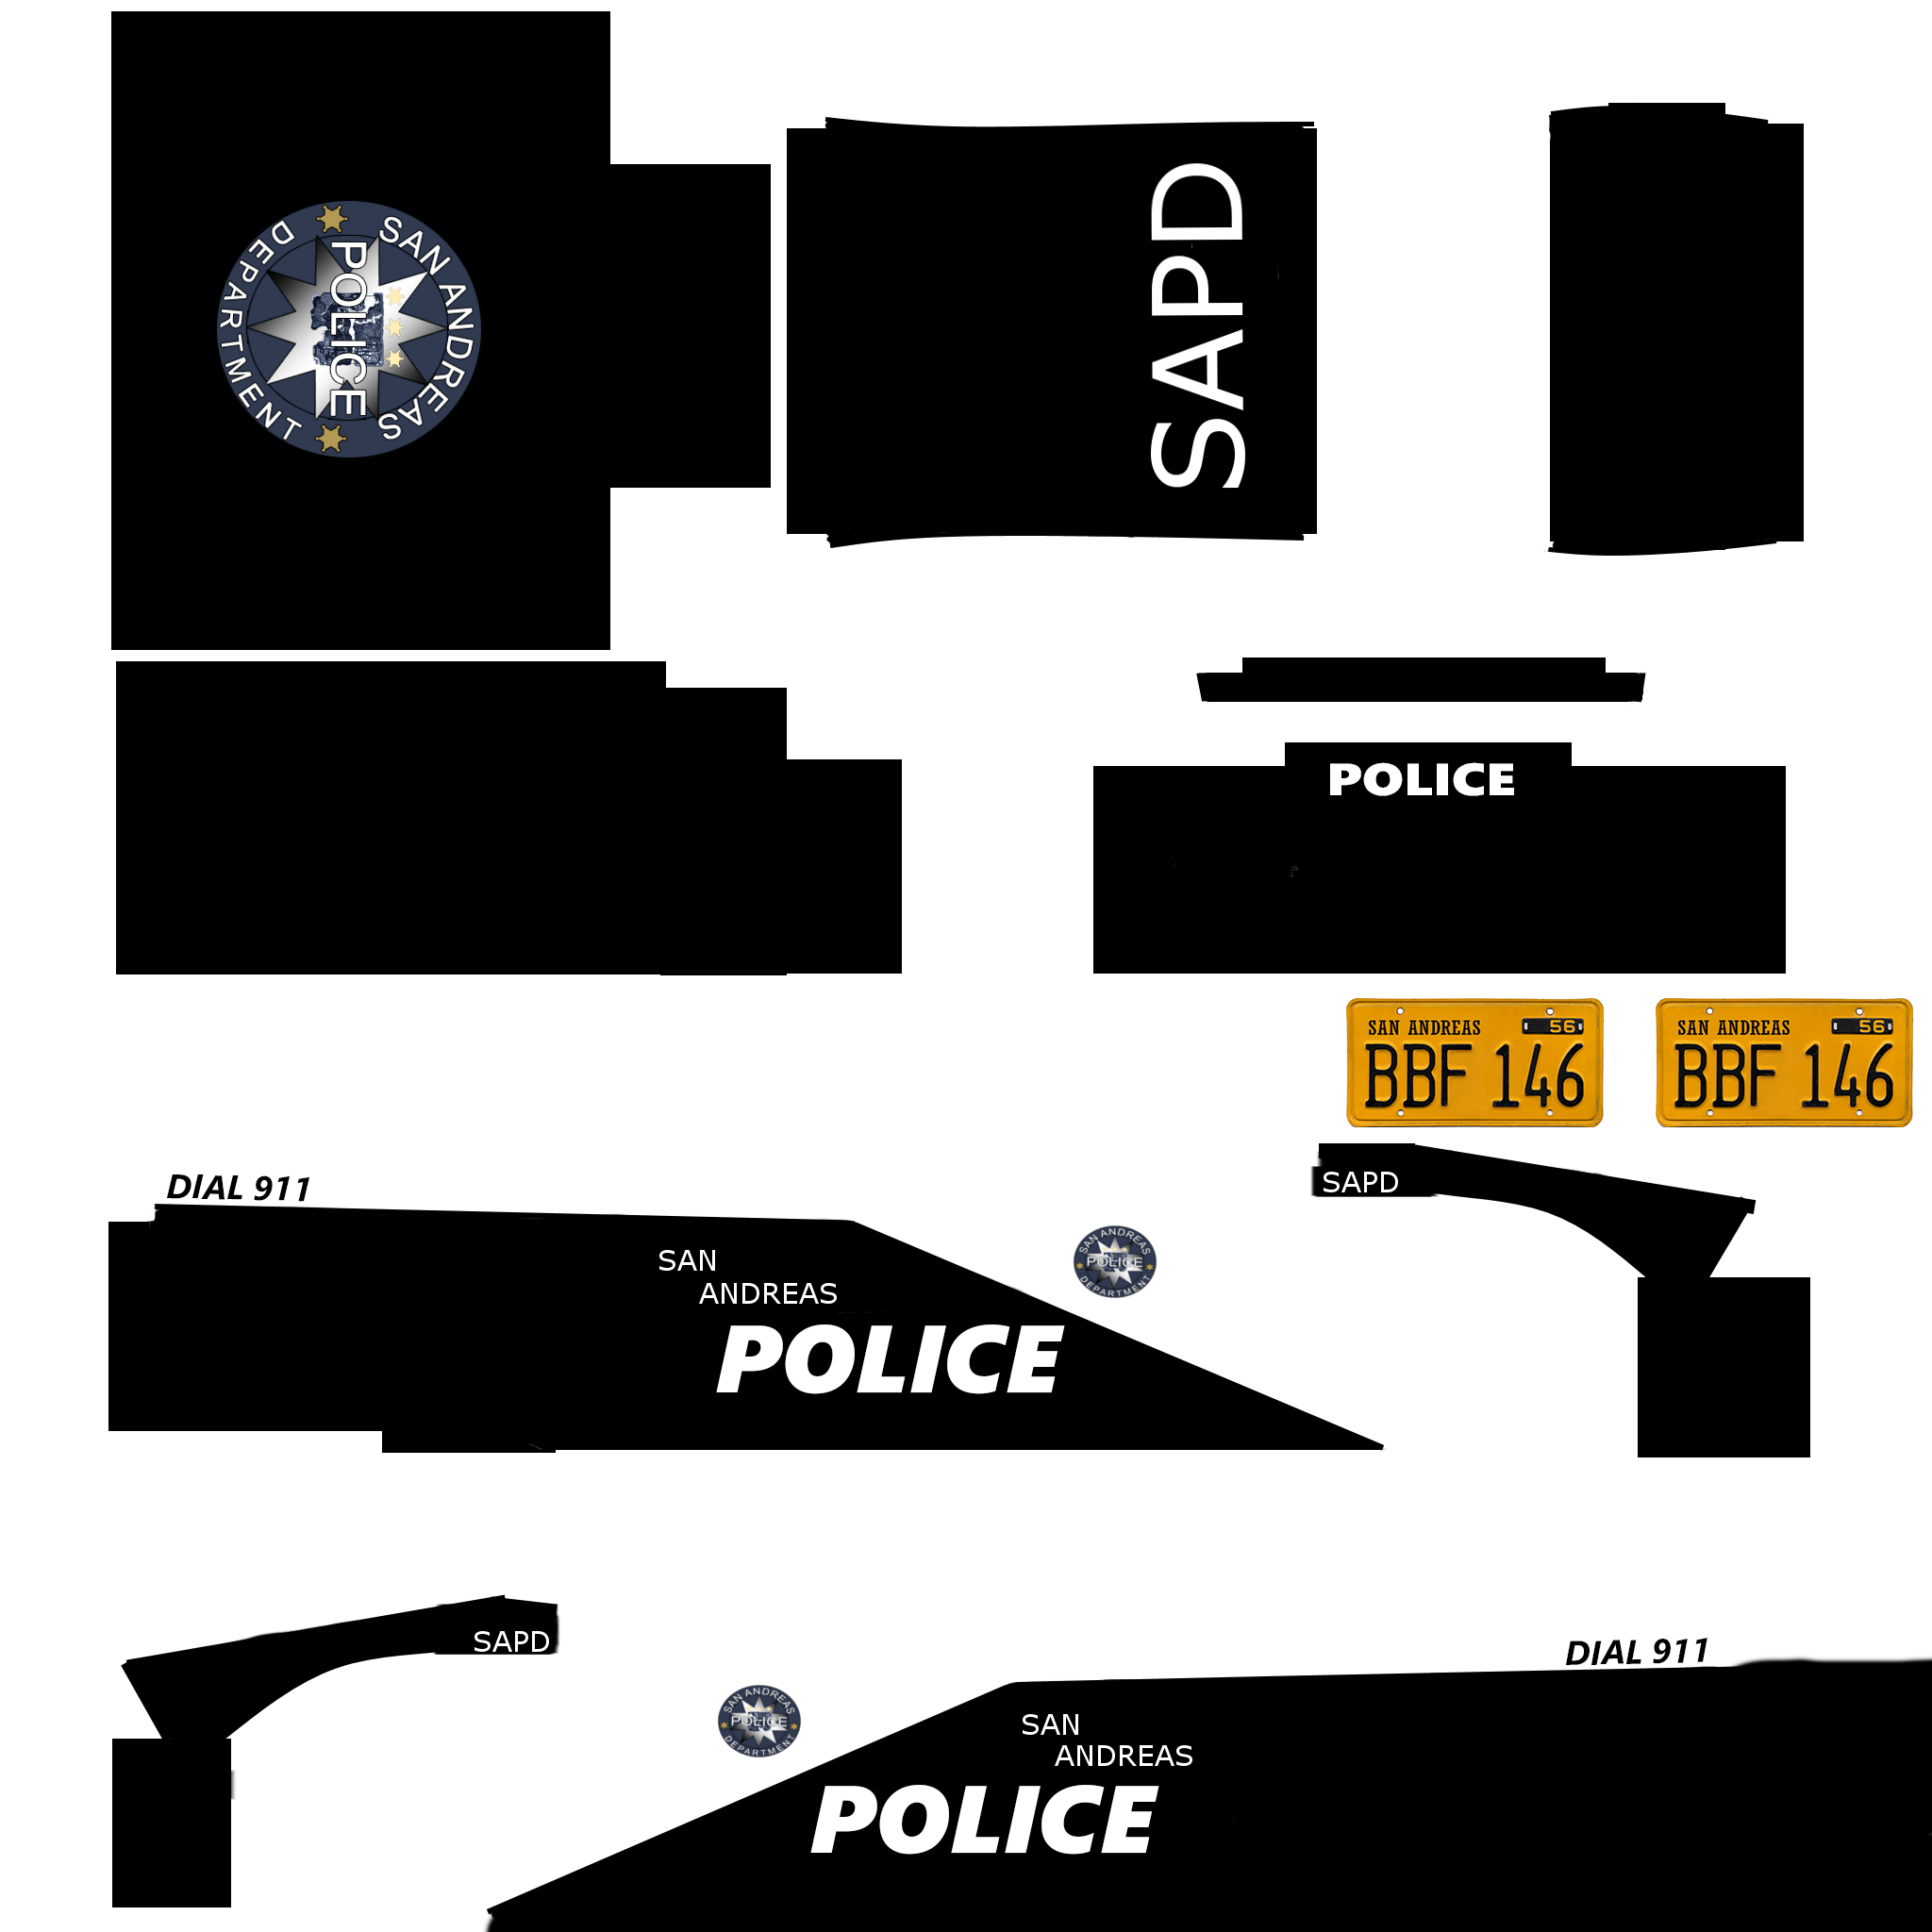 SAN ANDREAS
POLICE
DEPARTMENT
SAPD
POLICE
SAN ANDREAS 56
BBF 146
SAN ANDREAS 56
BBF 146
DIAL 911
SAPD
SAN
ANDREAS
POLICE
SAN ANDREAS
POLICE
DEPARTMENT
SAPD
DIAL 911
SAN ANDREAS
POLICE
DEPARTMENT
SAN
ANDREAS
POLICE